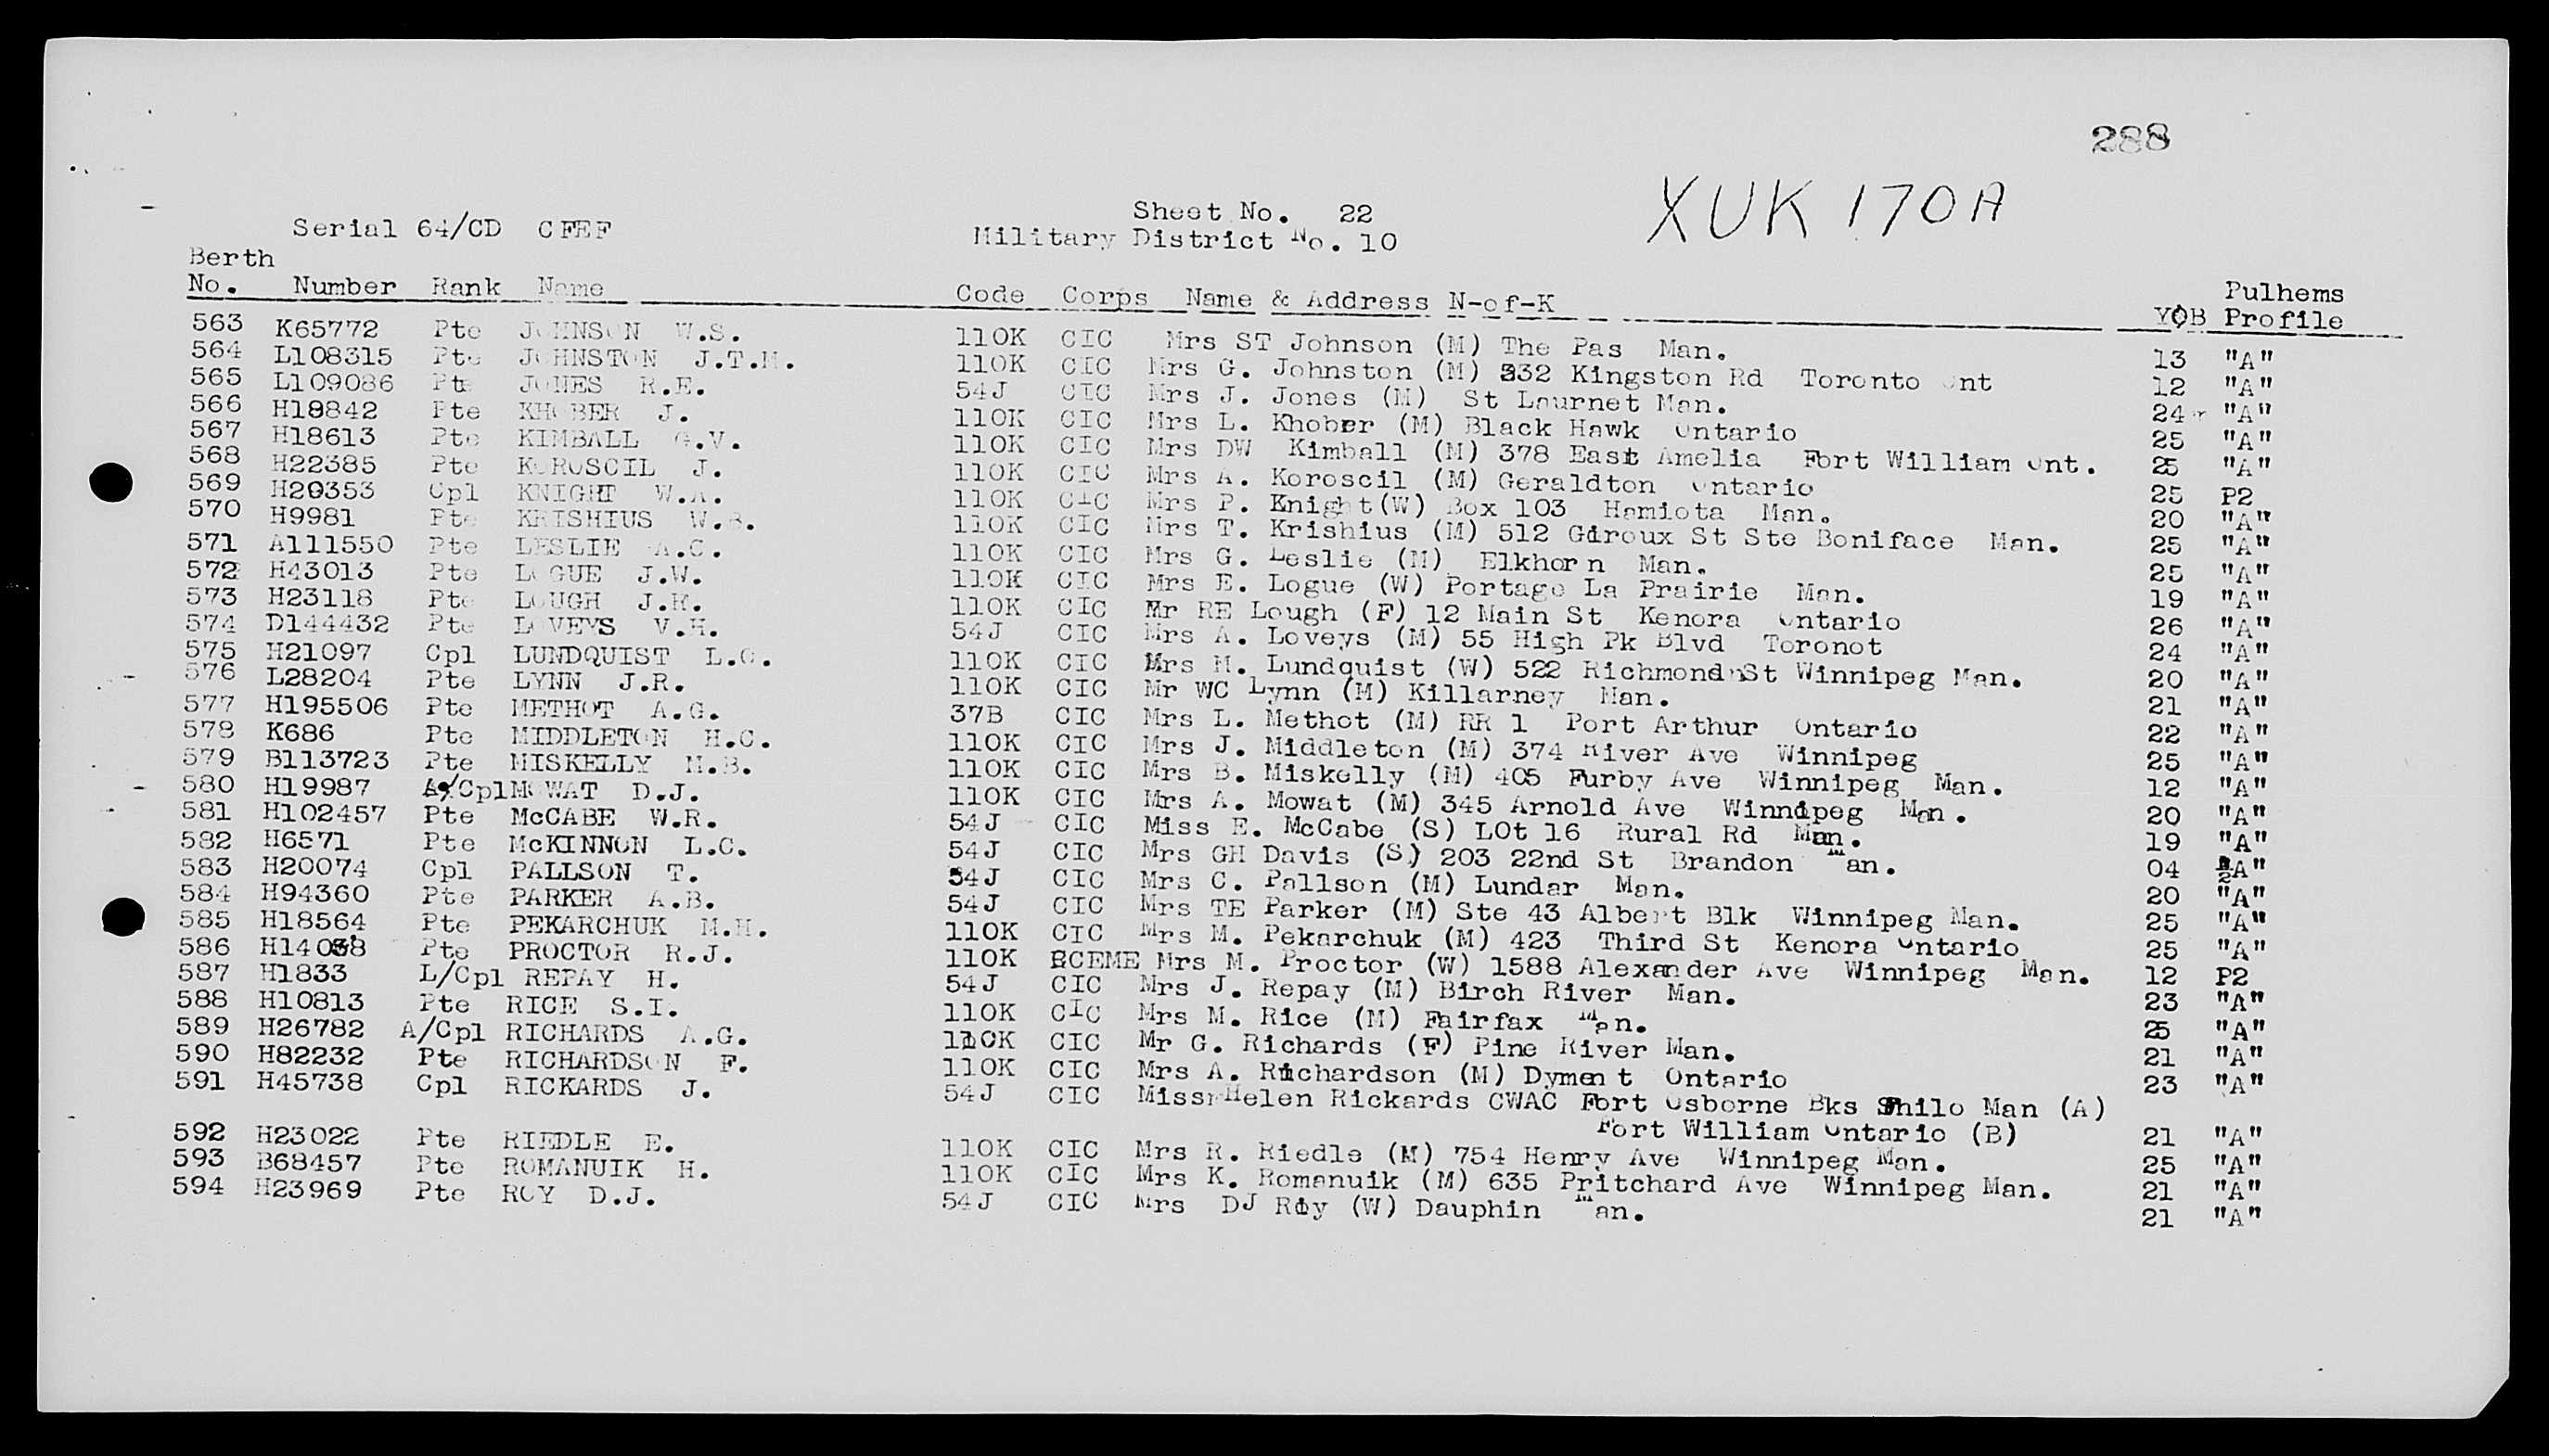 288
XUK 170A
Sheet No. 22
Serial 64/CD CFEF
Military District No. 10
Berth Pulhems
No. Number Rank Name Code Corps Name & Address N-of-K YOB Profile
563 K65772 Pte JOHNSON W.S. 110K CIC Mrs ST Johnson (M) The Pas Man. 13 "A"
564 L108315 Pte JOHNSTON J.T.M. 110K CIC Mrs G. Johnston (M) 332 Kingston Rd Toronto Ont 12 "A"
565 L109086 Pte JONES R.E. 54J CIC Mrs J. Jones (M) St Laurnet Man. 24 "A"
566 H19842 Pte KHOBER J. 110K CIC Mrs L. Khober (M) Black Hawk Ontario 25 "A"
567 H18613 Pte KIMBALL G.V. 110K CIC Mrs DW Kimball (M) 378 East Amelia Fort William Ont. 25 "A"
568 H22385 Pte KOROSCIL J. 110K CIC Mrs A. Koroscil (M) Geraldton Ontario 25 P2
569 H20353 Cpl KNIGHT W.A. 110K CIC Mrs P. Knight(W) Box 103 Hamiota Man. 20 "A"
570 H9981 Pte KRISHIUS W.B. 110K CIC Mrs T. Krishius (M) 512 Giroux St Ste Boniface Man. 25 "A"
571 A111550 Pte LESLIE A.C. 110K CIC Mrs G. Leslie (M) Elkhorn Man. 25 "A"
572 H43013 Pte LOGUE J.W. 110K CIC Mrs E. Logue (W) Portage La Prairie Man. 19 "A"
573 H23118 Pte LOUGH J.H. 110K CIC Mr RE Lough (F) 12 Main St Kenora Ontario 26 "A"
574 D144432 Pte LOVEYS V.H. 54J CIC Mrs A. Loveys (M) 55 High Pk Blvd Toronot 24 "A"
575 H21097 Cpl LUNDQUIST L.O. 110K CIC Mrs M. Lundquist (W) 522 Richmond St Winnipeg Man. 20 "A"
576 L28204 Pte LYNN J.R. 110K CIC Mr WC Lynn (M) Killarney Man. 21 "A"
577 H195506 Pte METHOT A.G. 37B CIC Mrs L. Methot (M) RR 1 Port Arthur Ontario 22 "A"
578 K686 Pte MIDDLETON H.C. 110K CIC Mrs J. Middleton (M) 374 River Ave Winnipeg 25 "A"
579 B113723 Pte MISKELLY M.B. 110K CIC Mrs B. Miskelly (M) 405 Furby Ave Winnipeg Man. 12 "A"
580 H19987 A/Cpl MOWAT D.J. 110K CIC Mrs A. Mowat (M) 345 Arnold Ave Winnipeg Man. 20 "A"
581 H102457 Pte McCABE W.R. 54J CIC Miss E. McCabe (S) LOt 16 Rural Rd Man. 19 "A"
582 H6571 Pte McKINNON L.C. 54J CIC Mrs GH Davis (S) 203 22nd St Brandon Man. 04 "A"
583 H20074 Cpl PALLSON T. 54J CIC Mrs C. Pallson (M) Lundar Man. 20 "A"
584 H94360 Pte PARKER A.B. 54J CIC Mrs TE Parker (M) Ste 43 Albert Blk Winnipeg Man. 25 "A"
585 H18564 Pte PEKARCHUK M.H. 110K CIC Mrs M. Pekarchuk (M) 423 Third St Kenora Ontario 25 "A"
586 Pte PROCTOR R.J. 110K RCEME Mrs M. Proctor (W) 1588 Alexander Ave Winnipeg Man. 12 P2
587 H1833 L/Cpl REPAY H. 54J CIC Mrs J. Repay (M) Birch River Man. 23 "A"
588 H10813 Pte RICE S.I. 110K CIC Mrs M. Rice (M) Fairfax Man. 25 "A"
589 H26782 A/Cpl RICHARDS A.G. 110K CIC Mr G. Richards (F) Pine River Man. 21 "A"
590 H82232 Pte RICHARDSON F. 110K CIC Mrs A. Richardson (M) Dyment Ontario 23 "A"
591 H45738 Cpl RICKARDS J. 54J CIC Miss Helen Rickards CWAC Fort Osborne Bks Shilo Man (A)
Fort William Ontario (B) 21 "A"
592 H23022 Pte RIEDLE E. 110K CIC Mrs R. Riedle (M) 754 Henry Ave Winnipeg Man. 25 "A"
593 B68457 Pte ROMANUIK H. 110K CIC Mrs K. Romanuik (M) 635 Pritchard Ave Winnipeg Man. 21 "A"
594 H23969 Pte ROY D.J. 54J CIC Mrs DJ Roy (W) Dauphin Man. 21 "A"